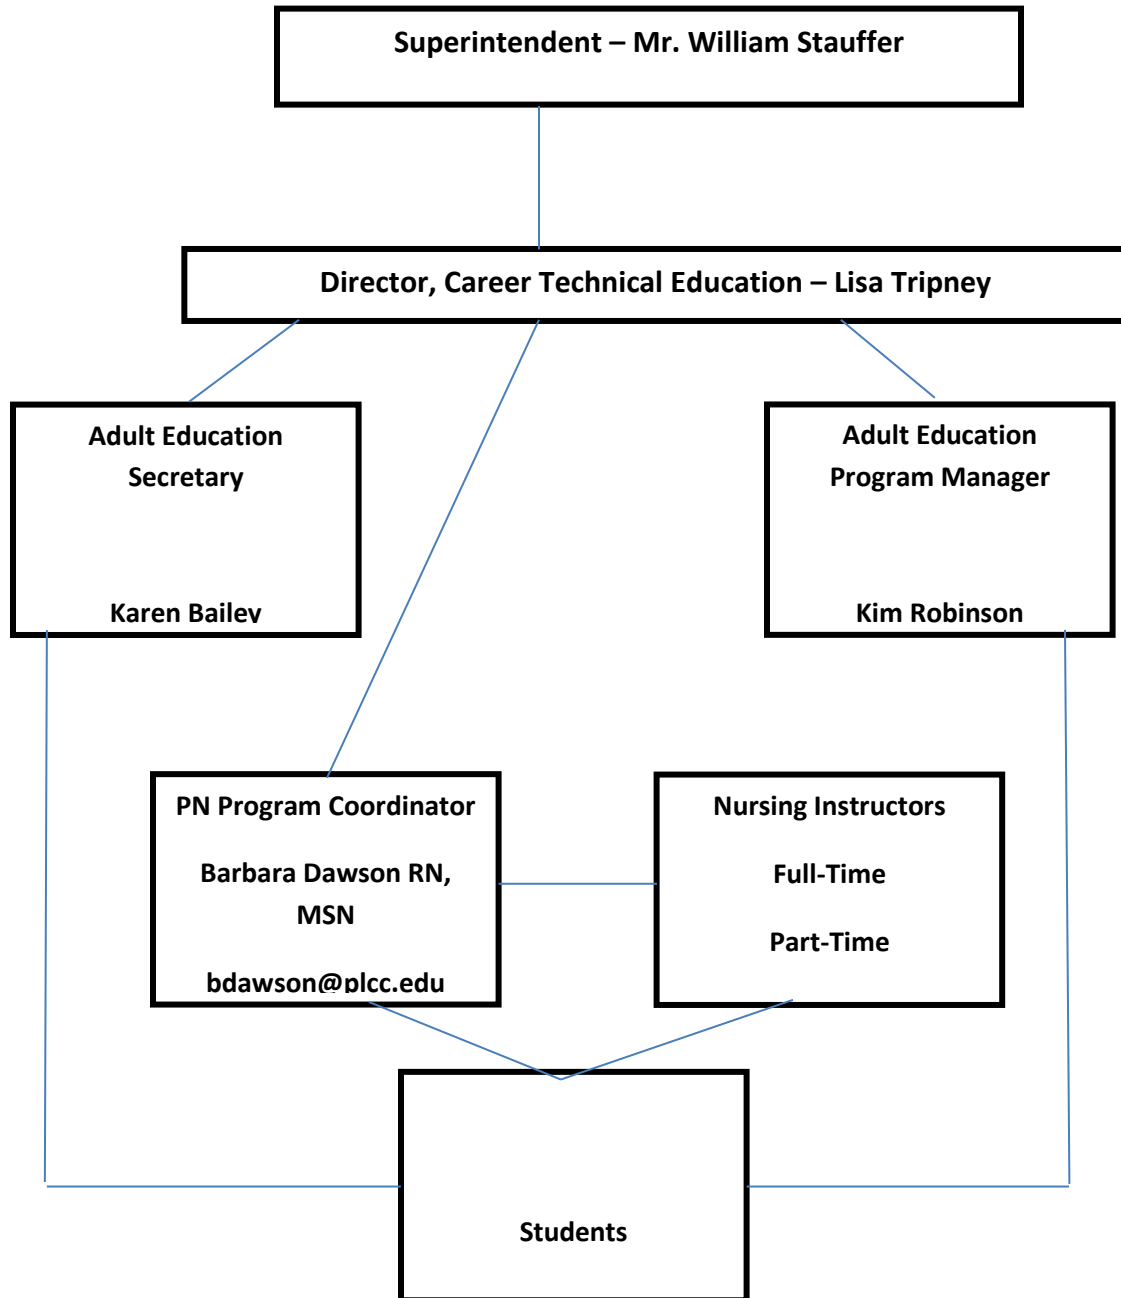 Superintendent – Mr. William Stauffer
Director, Career Technical Education – Lisa Tripney
Adult Education
Secretary
Karen Bailey
Adult Education
Program Manager
Kim Robinson
PN Program Coordinator
Barbara Dawson RN,
MSN
bdawson@plcc.edu
Nursing Instructors
Full-Time
Part-Time
Students